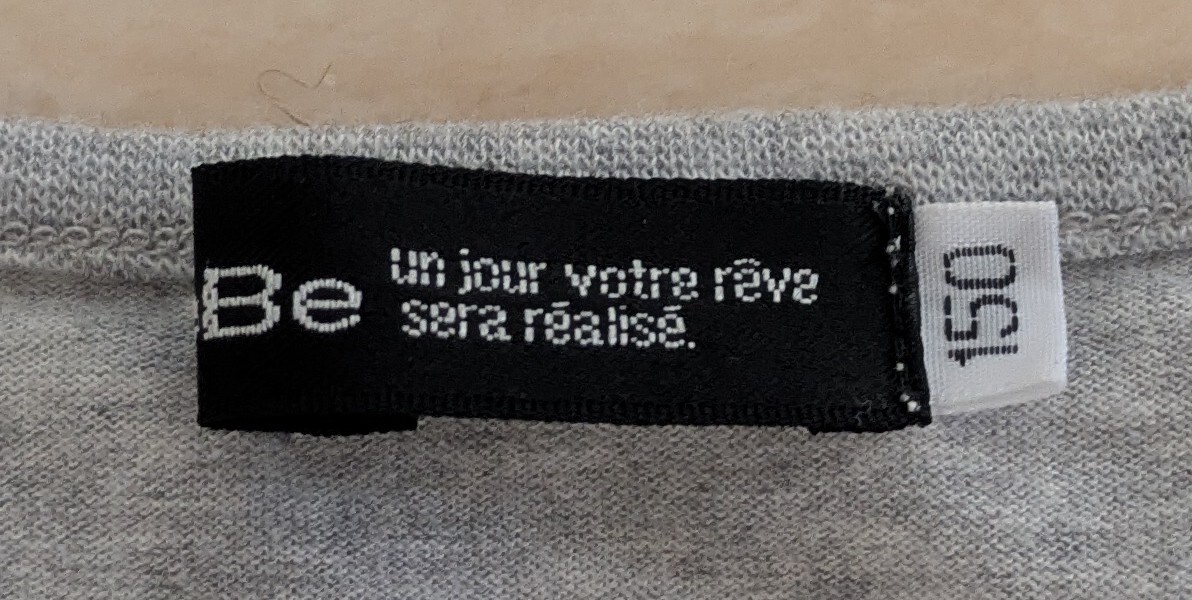 Be
un jour votre rêve
sera réalisé.
150